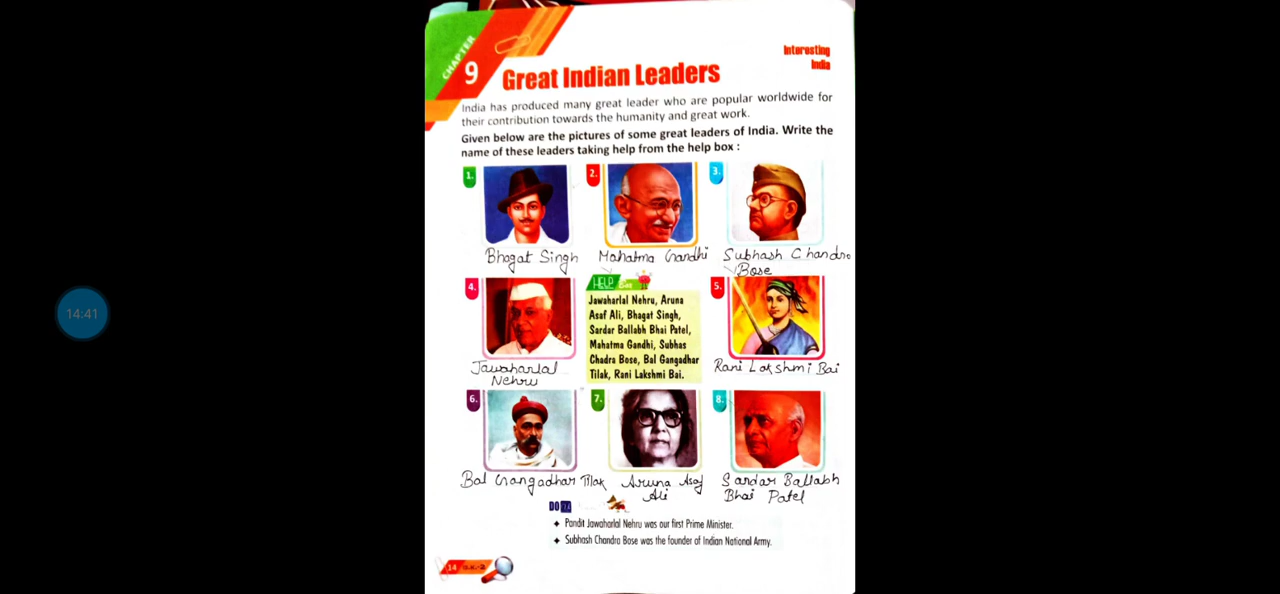 14:41
CHAPTER
9
Interesting
India
Great Indian Leaders
India has produced many great leader who are popular worldwide for
their contribution towards the humanity and great work.
Given below are the pictures of some great leaders of India. Write the
name of these leaders taking help from the help box :
1.
2.
3.
Bhagat Singh
Mahatma Gandhi
Subhash Chandra
Bose
4.
HELP Box
5.
Jawaharlal Nehru, Aruna
Asaf Ali, Bhagat Singh,
Sardar Ballabh Bhai Patel,
Mahatma Gandhi, Subhas
Chadra Bose, Bal Gangadhar
Tilak, Rani Lakshmi Bai.
Jawaharlal
Nehru
Rani Lakshmi Bai
6.
7.
8.
Bal Gangadhar Tilak
Aruna Asaf
Ali
Sardar Ballabh
Bhai Patel
DO
Pandit Jawaharlal Nehru was our first Prime Minister.
Subhash Chandra Bose was the founder of Indian National Army.
14 G.K.-2